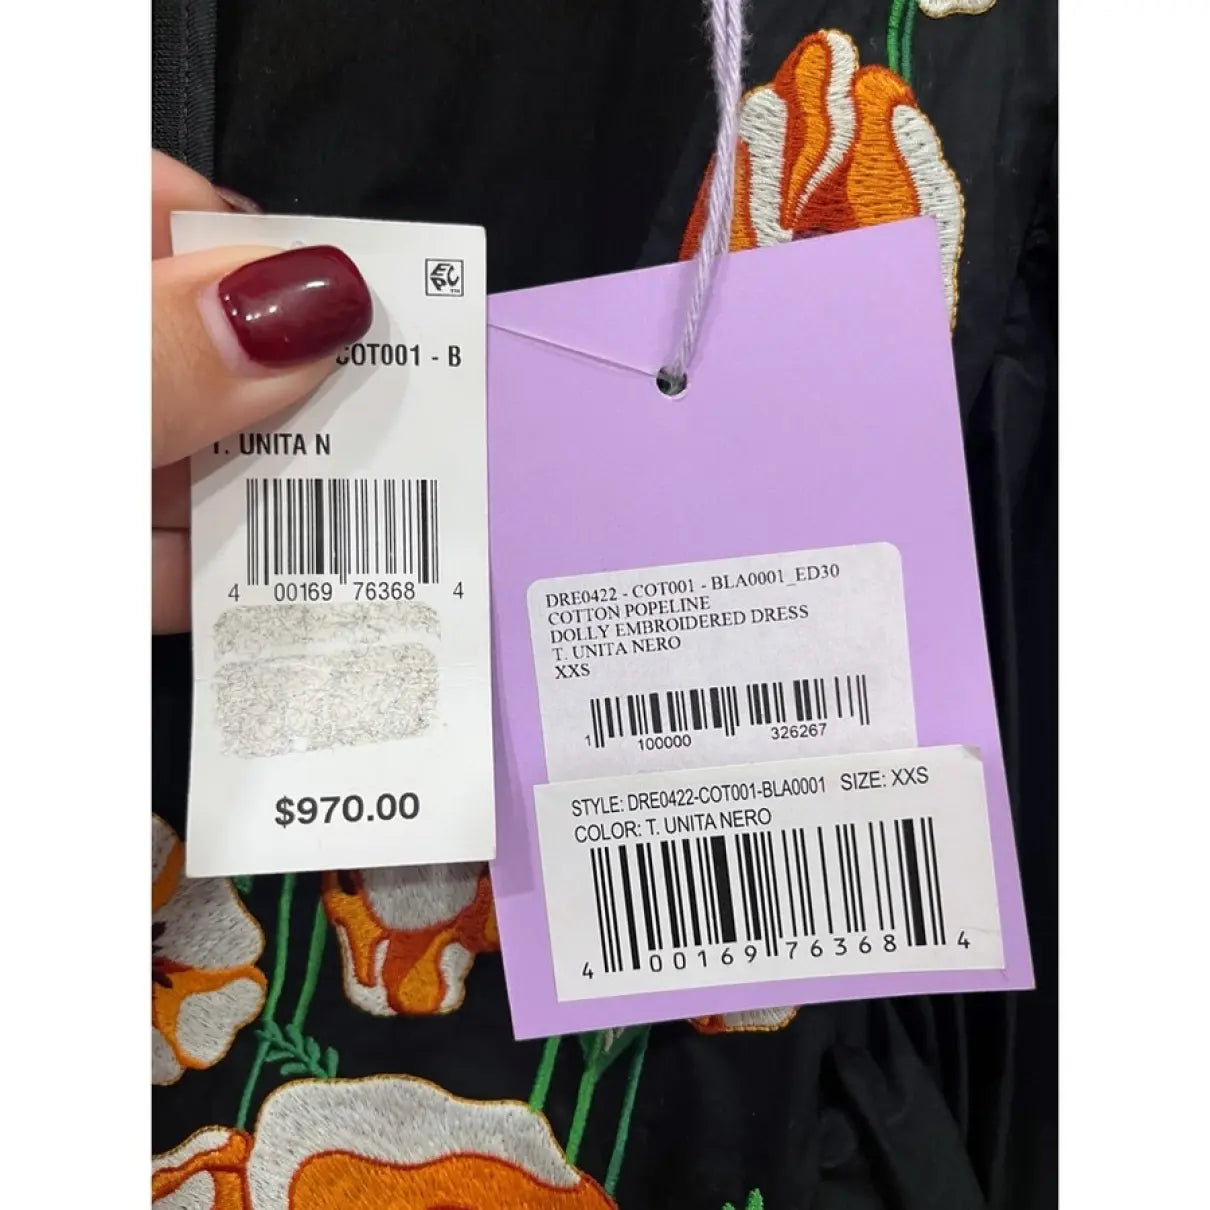 EPC
COT001 - B
T. UNITA N
4 00169 76368 4
$970.00
DRE0422 - COT001 - BLA0001_ED30
COTTON POPELINE
DOLLY EMBROIDERED DRESS
T. UNITA NERO
XXS
1 100000 326267
STYLE: DRE0422-COT001-BLA0001 SIZE: XXS
COLOR: T. UNITA NERO
4 00169 76368 4